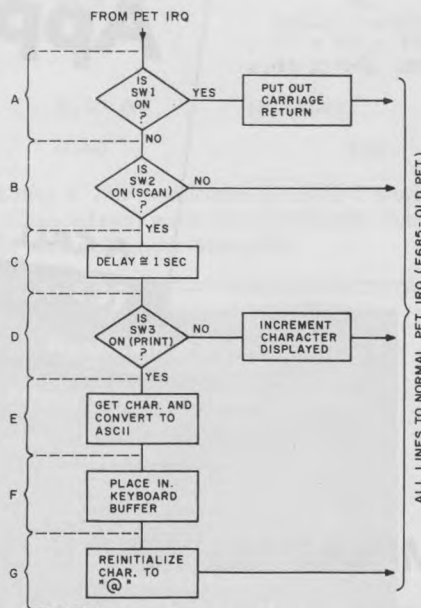 FROM PET IRQ
A
IS
SW1
ON
?
YES
PUT OUT
CARRIAGE
RETURN
NO
B
IS
SW2
ON (SCAN)
?
NO
YES
C
DELAY ≅ 1 SEC
D
IS
SW3
ON (PRINT)
?
NO
INCREMENT
CHARACTER
DISPLAYED
YES
E
GET CHAR. AND
CONVERT TO
ASCII
F
PLACE IN.
KEYBOARD
BUFFER
G
REINITIALIZE
CHAR. TO
"@"
ALL LINES TO NORMAL PET IRQ (E685-OLD PET)